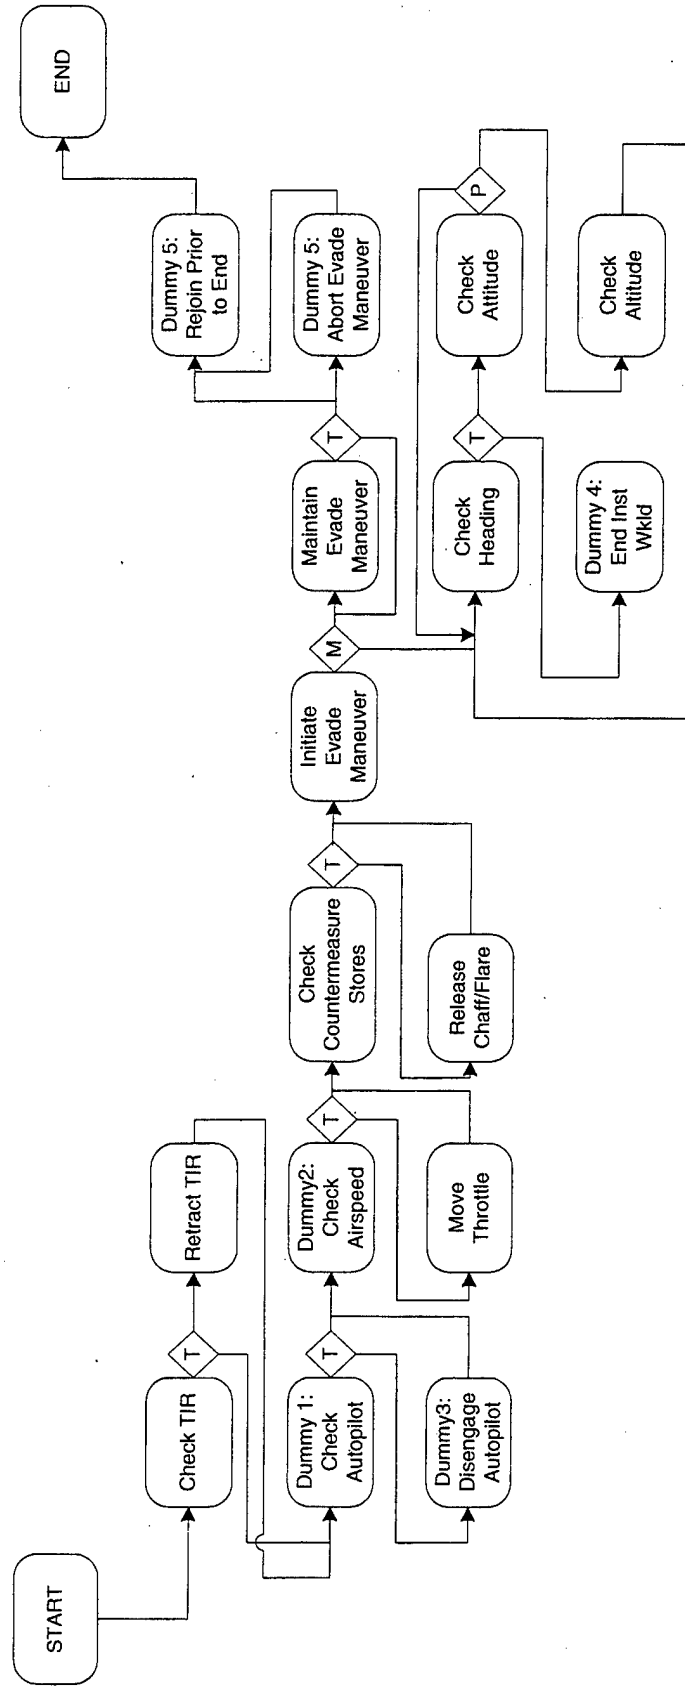 START
Check TIR
T
Retract TIR
Dummy 1:
Check
Autopilot
T
Dummy3:
Disengage
Autopilot
Dummy2:
Check
Airspeed
T
Move
Throttle
Check
Countermeasure
Stores
T
Release
Chaff/Flare
Initiate
Evade
Maneuver
M
Maintain
Evade
Maneuver
T
Dummy 5:
Abort Evade
Maneuver
Dummy 5:
Rejoin Prior
to End
END
Check
Heading
T
Dummy 4:
End Inst
Wkld
Check
Attitude
P
Check
Altitude